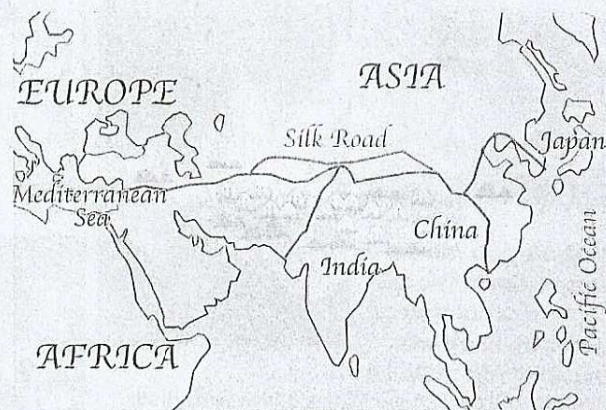 ASIA
EUROPE
Silk Road
Japan
Mediterranean
Sea
China
India
Pacific Ocean
AFRICA